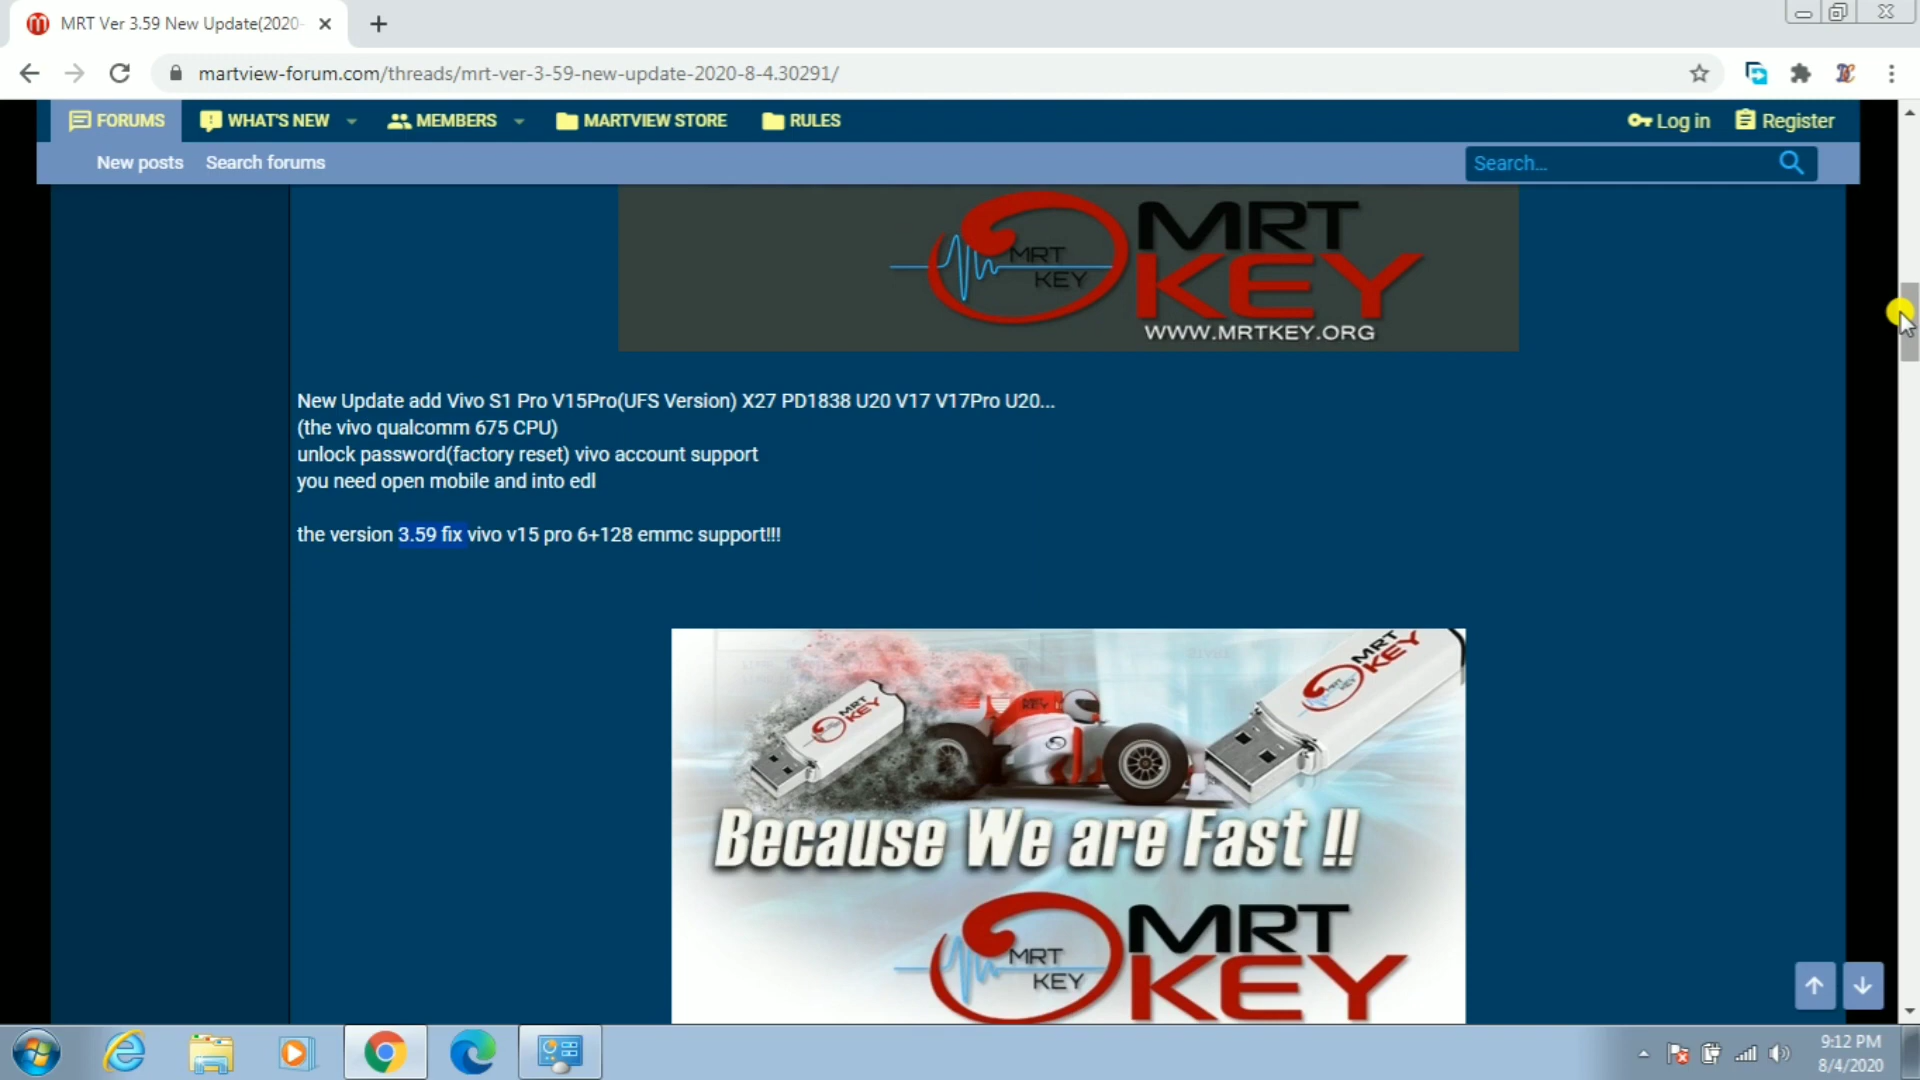 MRT Ver 3.59 New Update(2020-
martview-forum.com/threads/mrt-ver-3-59-new-update-2020-8-4.30291/
FORUMS
WHAT'S NEW
MEMBERS
MARTVIEW STORE
RULES
Log in
Register
New posts
Search forums
Search...
MRT
KEY
MRT
KEY
WWW.MRTKEY.ORG
New Update add Vivo S1 Pro V15Pro(UFS Version) X27 PD1838 U20 V17 V17Pro U20...
(the vivo qualcomm 675 CPU)
unlock password(factory reset) vivo account support
you need open mobile and into edl
the version 3.59 fix vivo v15 pro 6+128 emmc support!!!
MRT
KEY
MRT
KEY
MRT
KEY
Because We are Fast !!
MRT
KEY
MRT
KEY
9:12 PM
8/4/2020